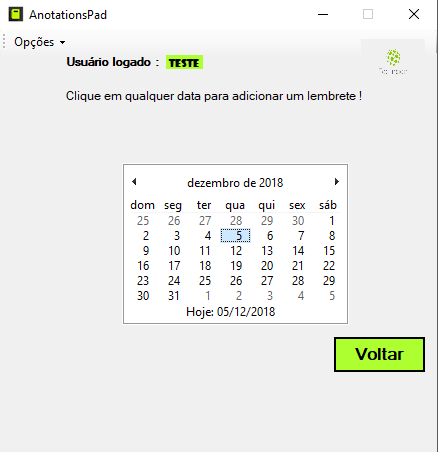 AnotationsPad
Opções
Usuário logado : TESTE
Clique em qualquer data para adicionar um lembrete !
dezembro de 2018
dom seg ter qua qui sex sáb
25 26 27 28 29 30 1
2 3 4 5 6 7 8
9 10 11 12 13 14 15
16 17 18 19 20 21 22
23 24 25 26 27 28 29
30 31 1 2 3 4 5
Hoje: 05/12/2018
Voltar